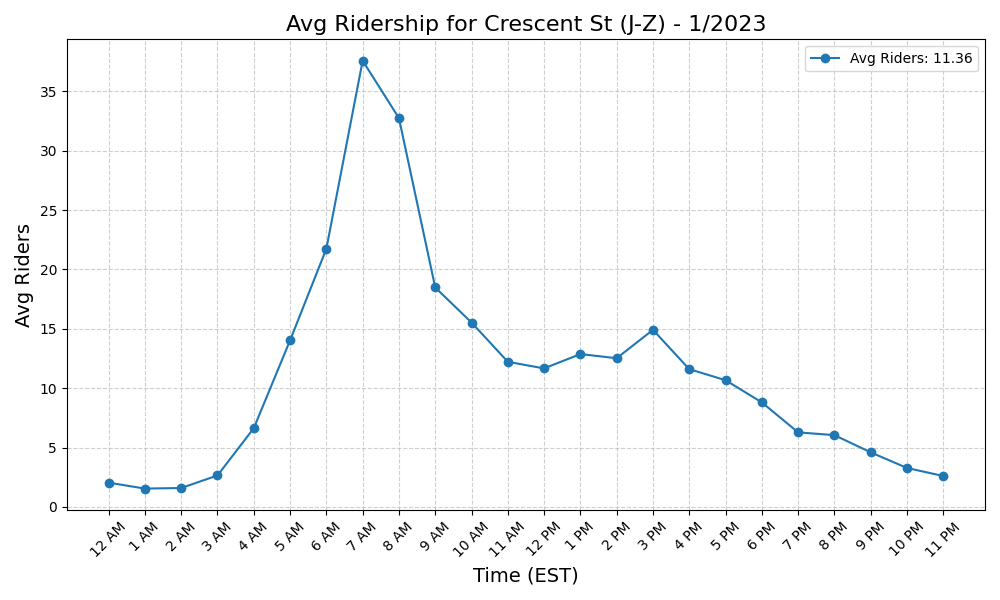 Avg Ridership for Crescent St (J-Z) - 1/2023
Avg Riders: 11.36
Avg Riders
35
30
25
20
15
10
5
0
12 AM
1 AM
2 AM
3 AM
4 AM
5 AM
6 AM
7 AM
8 AM
9 AM
10 AM
11 AM
12 PM
1 PM
2 PM
3 PM
4 PM
5 PM
6 PM
7 PM
8 PM
9 PM
10 PM
11 PM
Time (EST)